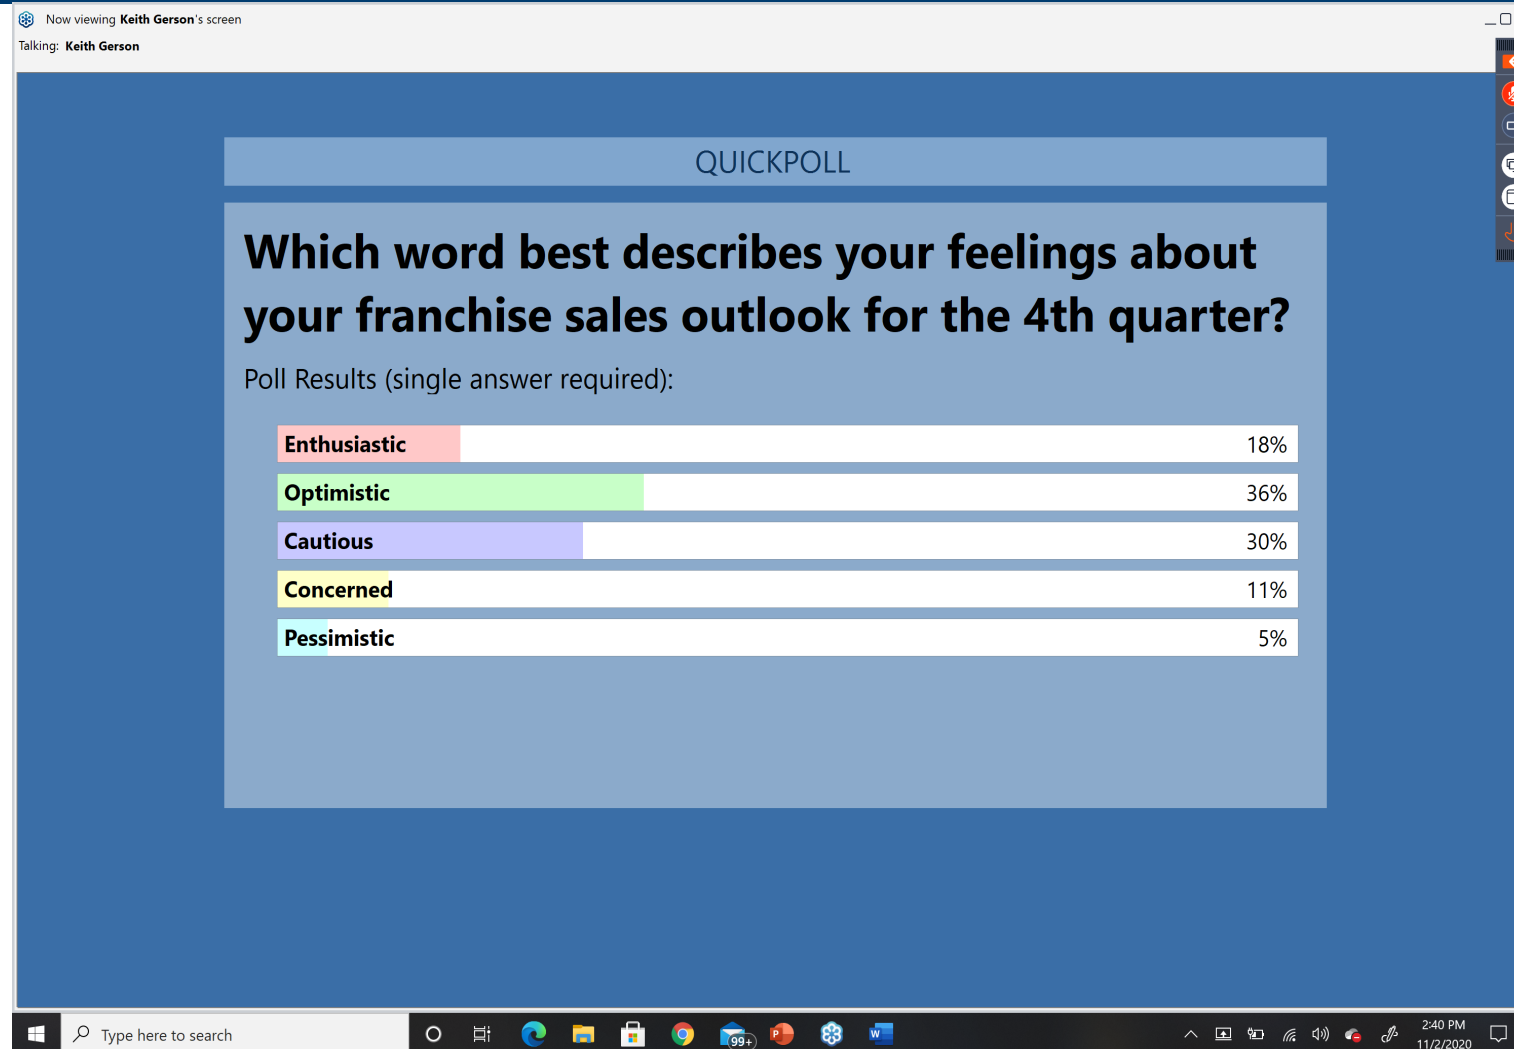 Now viewing Keith Gerson's screen
Talking: Keith Gerson
QUICKPOLL
Which word best describes your feelings about
your franchise sales outlook for the 4th quarter?
Poll Results (single answer required):
Enthusiastic 18%
Optimistic 36%
Cautious 30%
Concerned 11%
Pessimistic 5%
Type here to search
99+
P
W
2:40 PM
11/2/2020